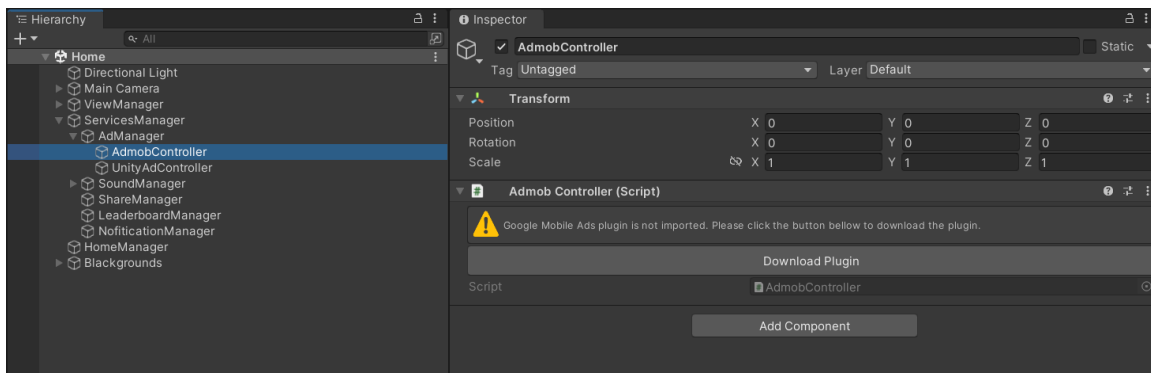 Hierarchy
All
Home
Directional Light
Main Camera
ViewManager
ServicesManager
AdManager
AdmobController
UnityAdController
SoundManager
ShareManager
LeaderboardManager
NofiticationManager
HomeManager
Blackgrounds
Inspector
AdmobController Static
Tag Untagged Layer Default
Transform
Position X 0 Y 0 Z 0
Rotation X 0 Y 0 Z 0
Scale X 1 Y 1 Z 1
# Admob Controller (Script)
Google Mobile Ads plugin is not imported. Please click the button bellow to download the plugin.
Download Plugin
Script AdmobController
Add Component